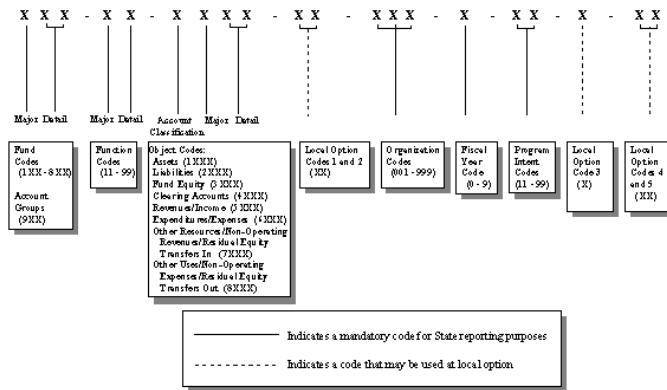 X X X - X X - X X X X - X X - X X X - X - X X - X - X X
Major Detail Major Detail Account Classification Major Detail
Fund
Codes
(1XX - 8XX)
Account
Groups
(9XX)
Function
Codes
(11 - 99)
Object Codes:
Assets (1XXX)
Liabilities (2XXX)
Fund Equity (3XXX)
Clearing Accounts (4XXX)
Revenues/Income (5XXX)
Expenditures/Expenses (6XXX)
Other Resources/Non-Operating
Revenues/Residual Equity
Transfers In (7XXX)
Other Uses/Non-Operating
Expenses/Residual Equity
Transfers Out (8XXX)
Local Option
Codes 1 and 2
(XX)
Organization
Codes
(001 - 999)
Fiscal
Year
Code
(0 - 9)
Program
Intent
Codes
(11 - 99)
Local
Option
Code 3
(X)
Local
Option
Codes 4
and 5
(XX)
Indicates a mandatory code for State reporting purposes
Indicates a code that may be used at local option